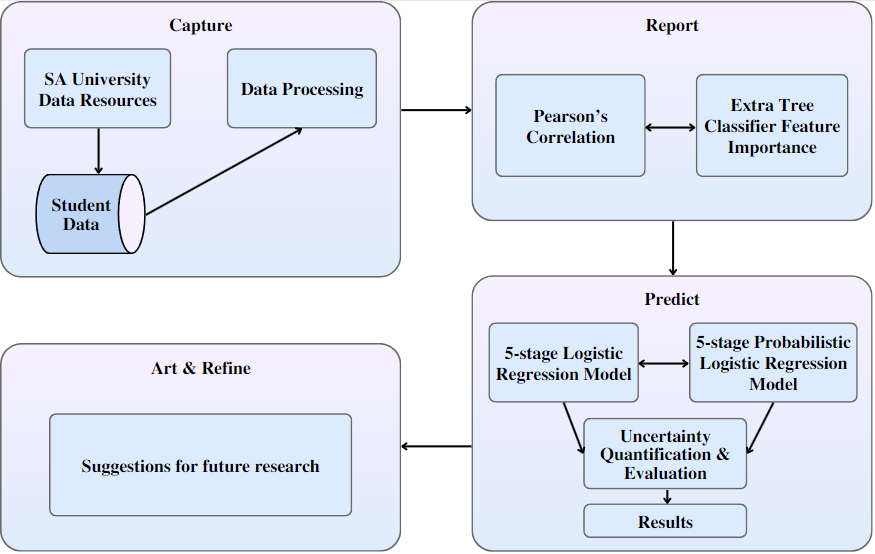 Capture
SA University
Data Resources
Data Processing
Student
Data
Report
Pearson's
Correlation
Extra Tree
Classifier Feature
Importance
Predict
5-stage Logistic
Regression Model
5-stage Probabilistic
Logistic Regression
Model
Uncertainty
Quantification &
Evaluation
Results
Art & Refine
Suggestions for future research